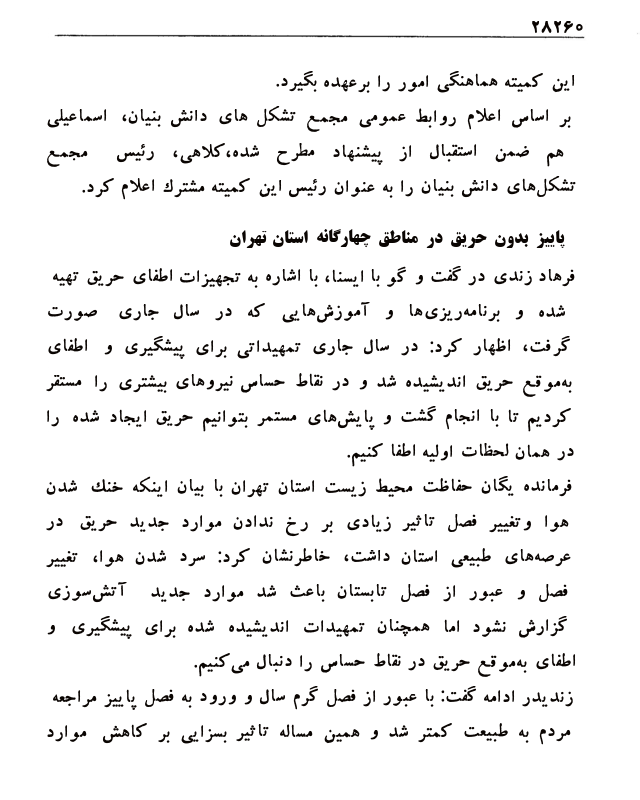 ۲۸۲۶۰
این کمیته هماهنگی امور را برعهده بگیرد.
بر اساس اعلام روابط عمومی مجمع تشکل های دانش بنیان، اسماعیلی
هم ضمن استقبال از پیشنهاد مطرح شده،کلاهی، رئیس مجمع
تشکل‌های دانش بنیان را به عنوان رئیس این کمیته مشترك اعلام کرد.
پاییز بدون حریق در مناطق چهارگانه استان تهران
فرهاد زندی در گفت و گو با ایسنا، با اشاره به تجهیزات اطفای حریق تهیه
شده و برنامه‌ریزی‌ها و آموزش‌هایی که در سال جاری صورت
گرفت، اظهار کرد: در سال جاری تمهیداتی برای پیشگیری و اطفای
به‌موقع حریق اندیشیده شد و در نقاط حساس نیروهای بیشتری را مستقر
کردیم تا با انجام گشت و پایش‌های مستمر بتوانیم حریق ایجاد شده را
در همان لحظات اولیه اطفا کنیم.
فرمانده یگان حفاظت محیط زیست استان تهران با بیان اینکه خنك شدن
هوا وتغییر فصل تاثیر زیادی بر رخ ندادن موارد جدید حریق در
عرصه‌های طبیعی استان داشت، خاطرنشان کرد: سرد شدن هوا، تغییر
فصل و عبور از فصل تابستان باعث شد موارد جدید آتش‌سوزی
گزارش نشود اما همچنان تمهیدات اندیشیده شده برای پیشگیری و
اطفای به‌موقع حریق در نقاط حساس را دنبال می‌کنیم.
زندیدر ادامه گفت: با عبور از فصل گرم سال و ورود به فصل پاییز مراجعه
مردم به طبیعت کمتر شد و همین مساله تاثیر بسزایی بر کاهش موارد